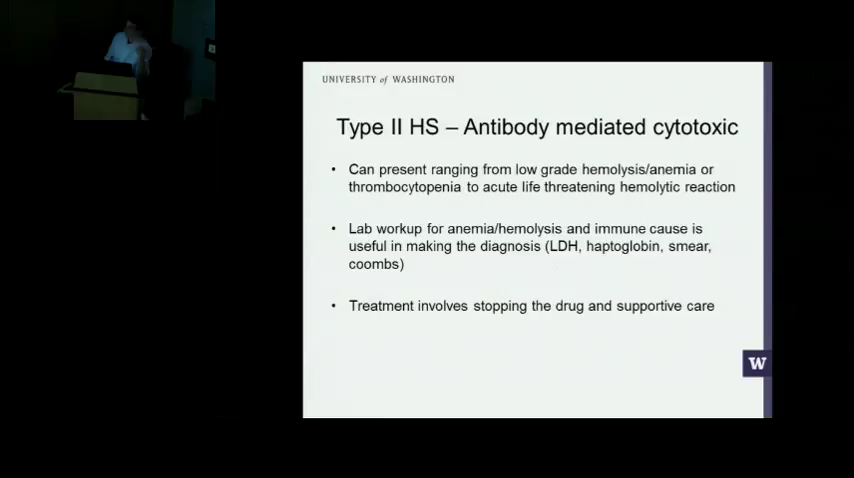 UNIVERSITY of WASHINGTON
Type II HS – Antibody mediated cytotoxic
• Can present ranging from low grade hemolysis/anemia or
thrombocytopenia to acute life threatening hemolytic reaction
• Lab workup for anemia/hemolysis and immune cause is
useful in making the diagnosis (LDH, haptoglobin, smear,
coombs)
• Treatment involves stopping the drug and supportive care
W